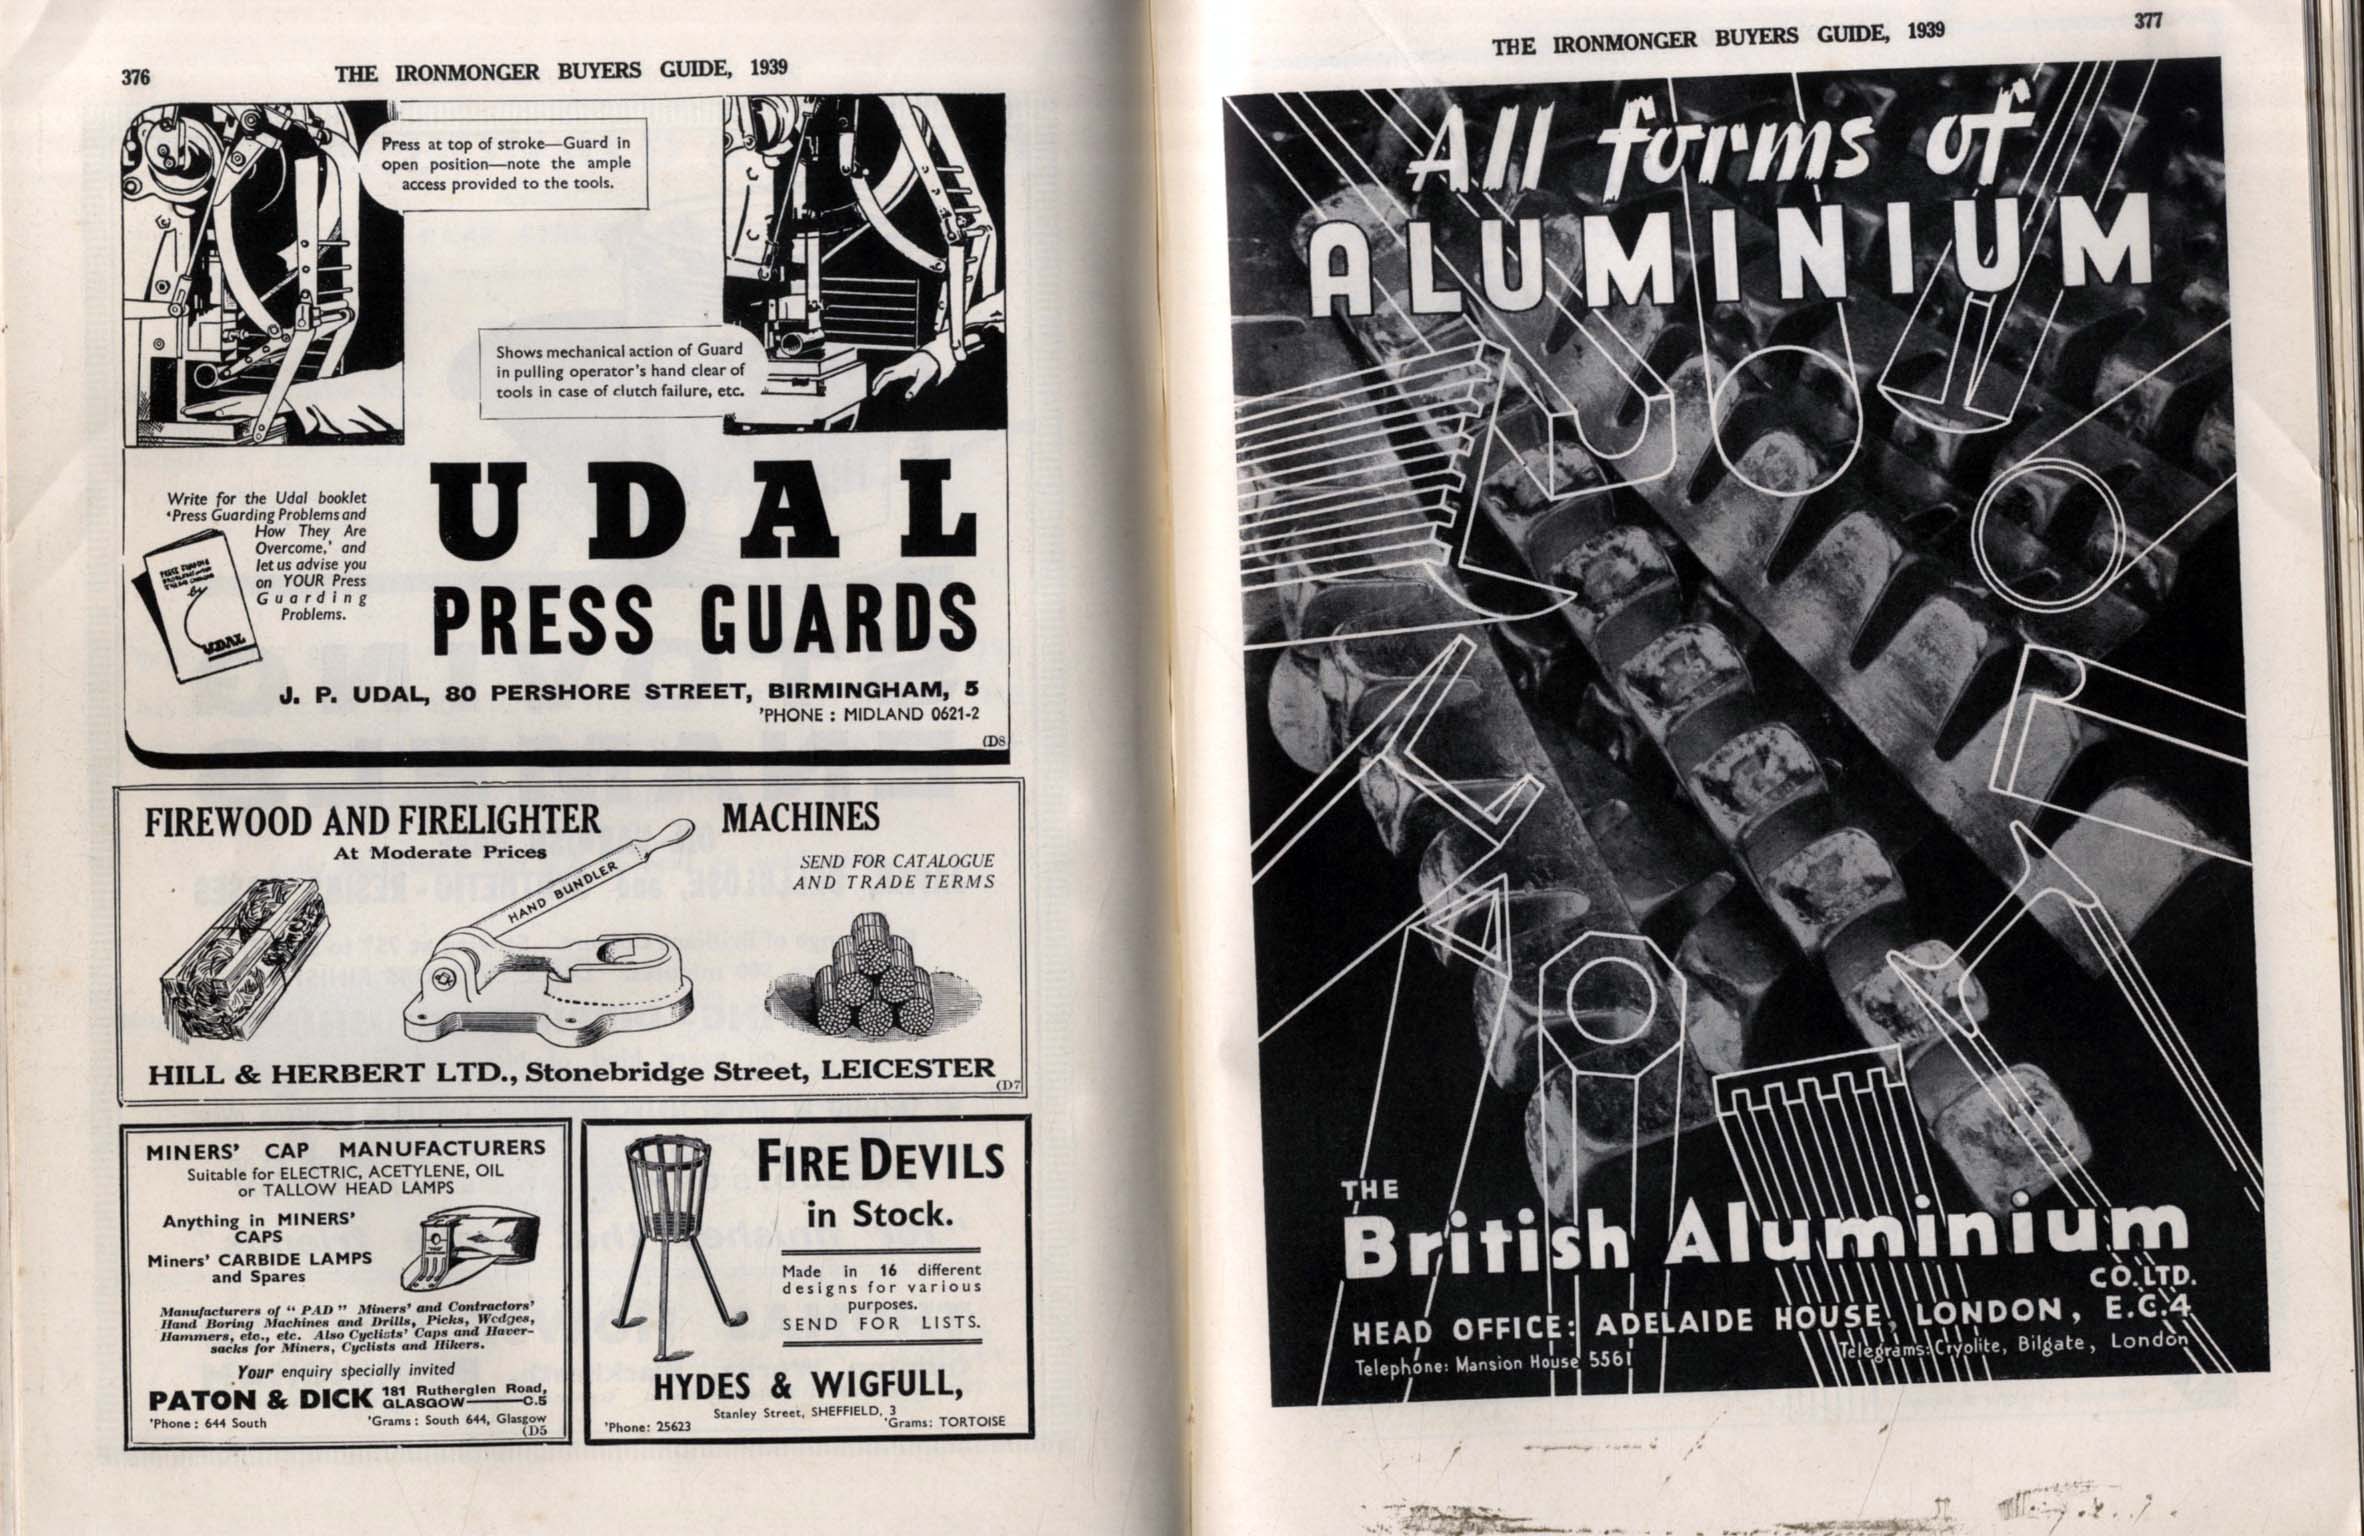 376
THE IRONMONGER BUYERS GUIDE, 1939
Press at top of stroke—Guard in
open position—note the ample
access provided to the tools.
Shows mechanical action of Guard
in pulling operator's hand clear of
tools in case of clutch failure, etc.
Write for the Udal booklet
'Press Guarding Problems and
How They Are
Overcome,' and
let us advise you
on YOUR Press
Guarding
Problems.
by
UDAL
UDAL
PRESS GUARDS
J. P. UDAL, 80 PERSHORE STREET, BIRMINGHAM, 5
'PHONE : MIDLAND 0621-2
(D8
FIREWOOD AND FIRELIGHTER MACHINES
At Moderate Prices
HAND BUNDLER
SEND FOR CATALOGUE
AND TRADE TERMS
HILL & HERBERT LTD., Stonebridge Street, LEICESTER
(D7
MINERS' CAP MANUFACTURERS
Suitable for ELECTRIC, ACETYLENE, OIL
or TALLOW HEAD LAMPS
Anything in MINERS'
CAPS
Miners' CARBIDE LAMPS
and Spares
Manufacturers of "PAD" Miners' and Contractors'
Hand Boring Machines and Drills, Picks, Wedges,
Hammers, etc., etc. Also Cyclists' Caps and Haver-
sacks for Miners, Cyclists and Hikers.
Your enquiry specially invited
PATON & DICK 181 Rutherglen Road,
GLASGOW—C.5
'Phone : 644 South 'Grams : South 644, Glasgow
(D5
FIRE DEVILS
in Stock.
Made in 16 different
designs for various
purposes.
SEND FOR LISTS.
HYDES & WIGFULL,
Stanley Street, SHEFFIELD, 3
'Phone: 25623 'Grams: TORTOISE
THE IRONMONGER BUYERS GUIDE, 1939
377
All forms of
ALUMINIUM
THE
British Aluminium
CO. LTD.
HEAD OFFICE: ADELAIDE HOUSE, LONDON, E.C.4
Telephone: Mansion House 5561 Telegrams: Cryolite, Bilgate, London